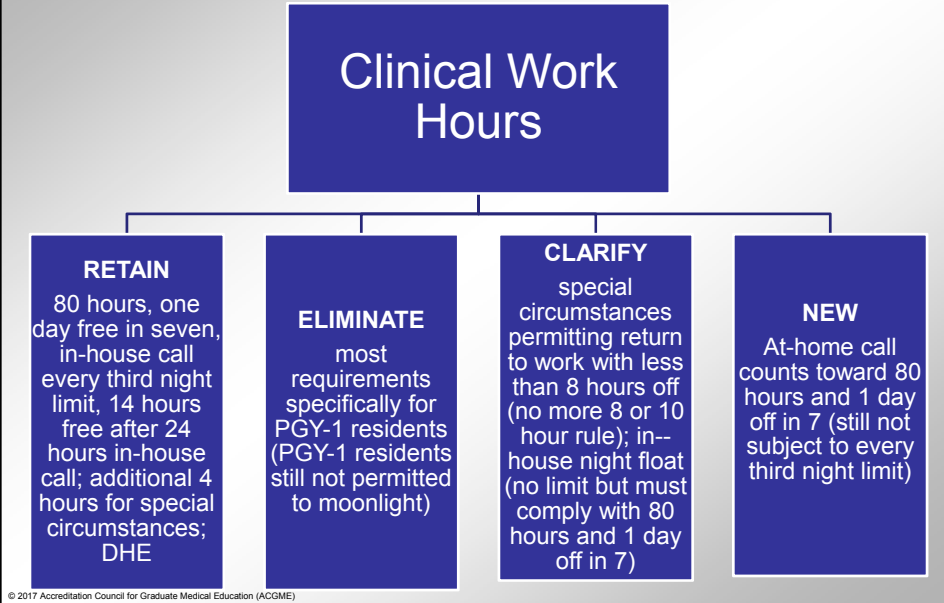 Clinical Work
Hours
RETAIN
80 hours, one
day free in seven,
in-house call
every third night
limit, 14 hours
free after 24
hours in-house
call; additional 4
hours for special
circumstances;
DHE
ELIMINATE
most
requirements
specifically for
PGY-1 residents
(PGY-1 residents
still not permitted
to moonlight)
CLARIFY
special
circumstances
permitting return
to work with less
than 8 hours off
(no more 8 or 10
hour rule); in--
house night float
(no limit but must
comply with 80
hours and 1 day
off in 7)
NEW
At-home call
counts toward 80
hours and 1 day
off in 7 (still not
subject to every
third night limit)
© 2017 Accreditation Council for Graduate Medical Education (ACGME)